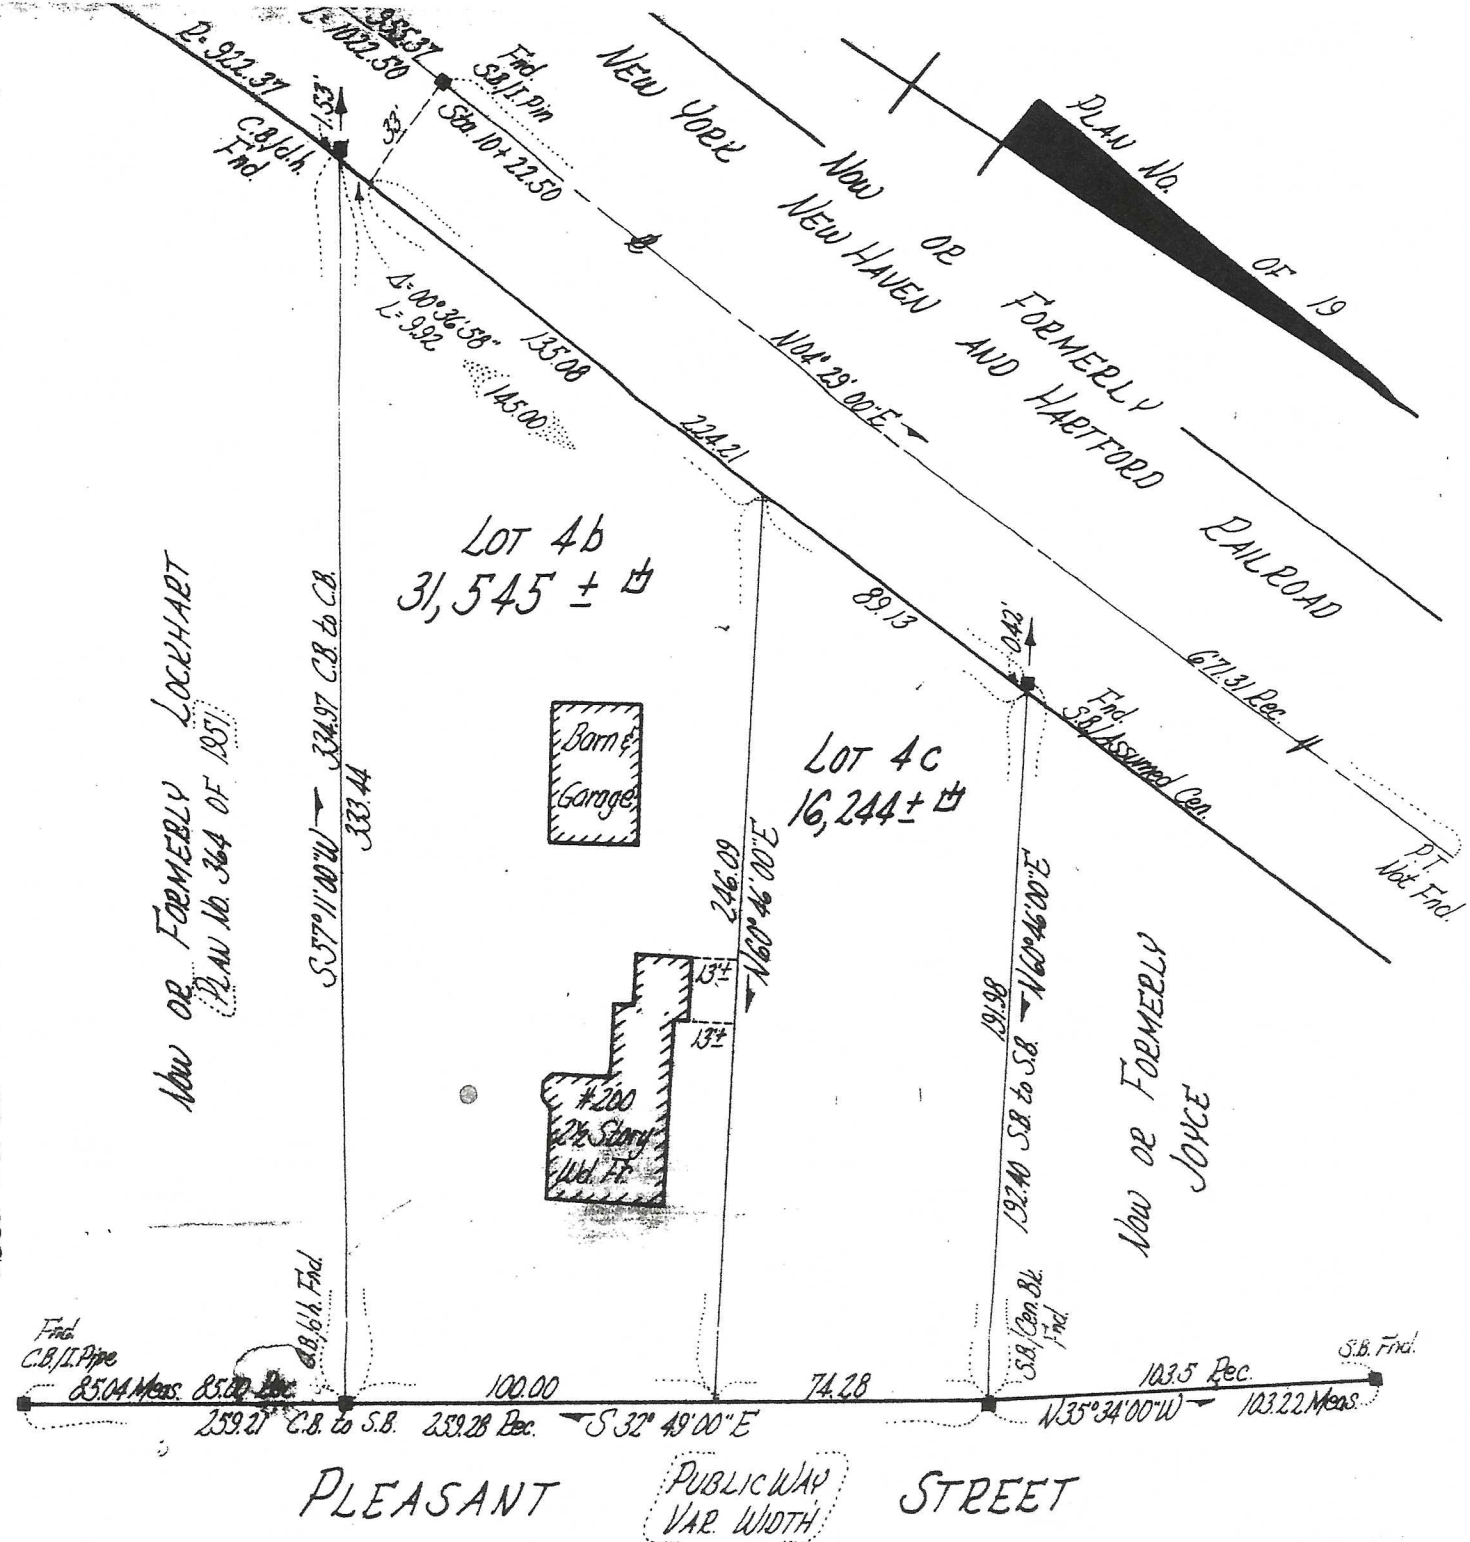 R=922.37
955.37
L=1022.50
1.53'
C.B./d.h.
Fnd.
33'
Fnd.
S.B./I.Pin
Sta. 10+22.50
NEW YORK
NEW HAVEN
AND HARTFORD
RAILROAD
NOW OR FORMERLY
PLAN No. OF 19
Δ=00°36'58"
L=9.92
135.08
145.00
224.21
N04°29'00"E
89.13
0.42'
671.31 Rec.
Fnd.
S.B./Assumed Cen.
P.T.
Not Fnd.
LOT 4b
31,545 ±
NOW OR FORMERLY LOCKHART
PLAN No. 364 OF 1951
S57°11'00"W 334.97 C.B. to C.B.
333.44
Barn &
Garage
LOT 4c
16,244 ±
246.09
N60°46'00"E
13'±
13'±
#200
2½ Story
Wd. Fr.
191.98
192.40 S.B. to S.B. N60°46'00"E
NOW OR FORMERLY
JOYCE
C.B./d.h. Fnd.
S.B./Cen. Bk.
Fnd.
Fnd.
C.B./I.Pipe
S.B. Fnd.
85.04 Meas. 85.00 Rec.
100.00
74.28
103.5 Rec.
259.27 C.B. to S.B. 259.28 Rec. S 32° 49'00"E
N35°34'00"W 103.22 Meas.
PLEASANT STREET
PUBLIC WAY
VAR. WIDTH